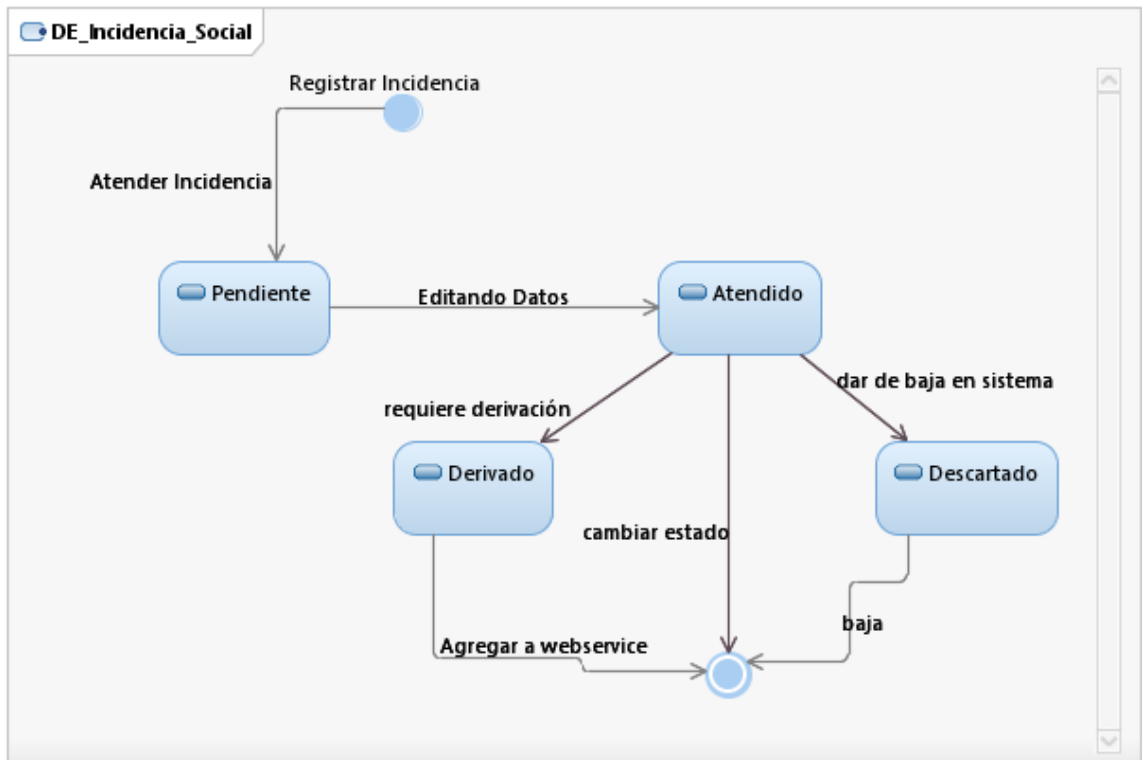 DE_Incidencia_Social
Registrar Incidencia
Atender Incidencia
Pendiente
Editando Datos
Atendido
dar de baja en sistema
requiere derivación
Derivado
Descartado
cambiar estado
baja
Agregar a webservice